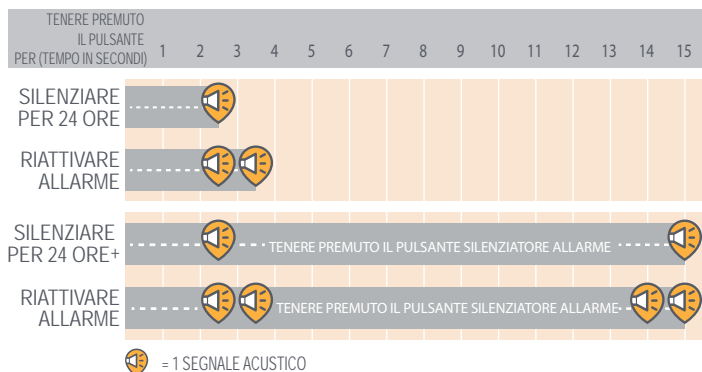 TENERE PREMUTO
IL PULSANTE
PER (TEMPO IN SECONDI) 1 2 3 4 5 6 7 8 9 10 11 12 13 14 15
SILENZIARE
PER 24 ORE
RIATTIVARE
ALLARME
SILENZIARE
PER 24 ORE+
TENERE PREMUTO IL PULSANTE SILENZIATORE ALLARME
RIATTIVARE
ALLARME
TENERE PREMUTO IL PULSANTE SILENZIATORE ALLARME
= 1 SEGNALE ACUSTICO